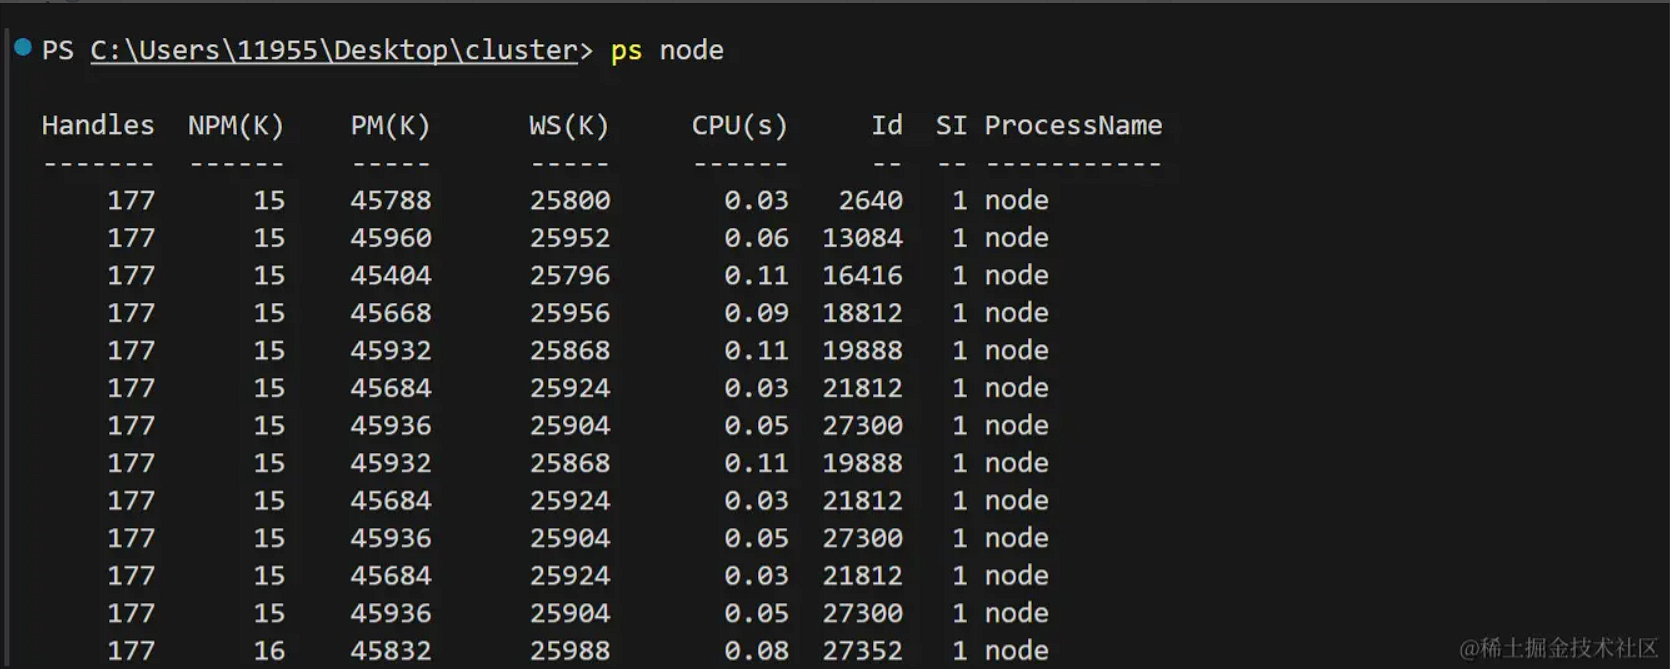 PS C:\Users\11955\Desktop\cluster> ps node
Handles NPM(K) PM(K) WS(K) CPU(s) Id SI ProcessName
------- ------ ----- ----- ------ -- -- -----------
177 15 45788 25800 0.03 2640 1 node
177 15 45960 25952 0.06 13084 1 node
177 15 45404 25796 0.11 16416 1 node
177 15 45668 25956 0.09 18812 1 node
177 15 45932 25868 0.11 19888 1 node
177 15 45684 25924 0.03 21812 1 node
177 15 45936 25904 0.05 27300 1 node
177 15 45932 25868 0.11 19888 1 node
177 15 45684 25924 0.03 21812 1 node
177 15 45936 25904 0.05 27300 1 node
177 15 45684 25924 0.03 21812 1 node
177 15 45936 25904 0.05 27300 1 node
177 16 45832 25988 0.08 27352 1 node
@稀土掘金技术社区